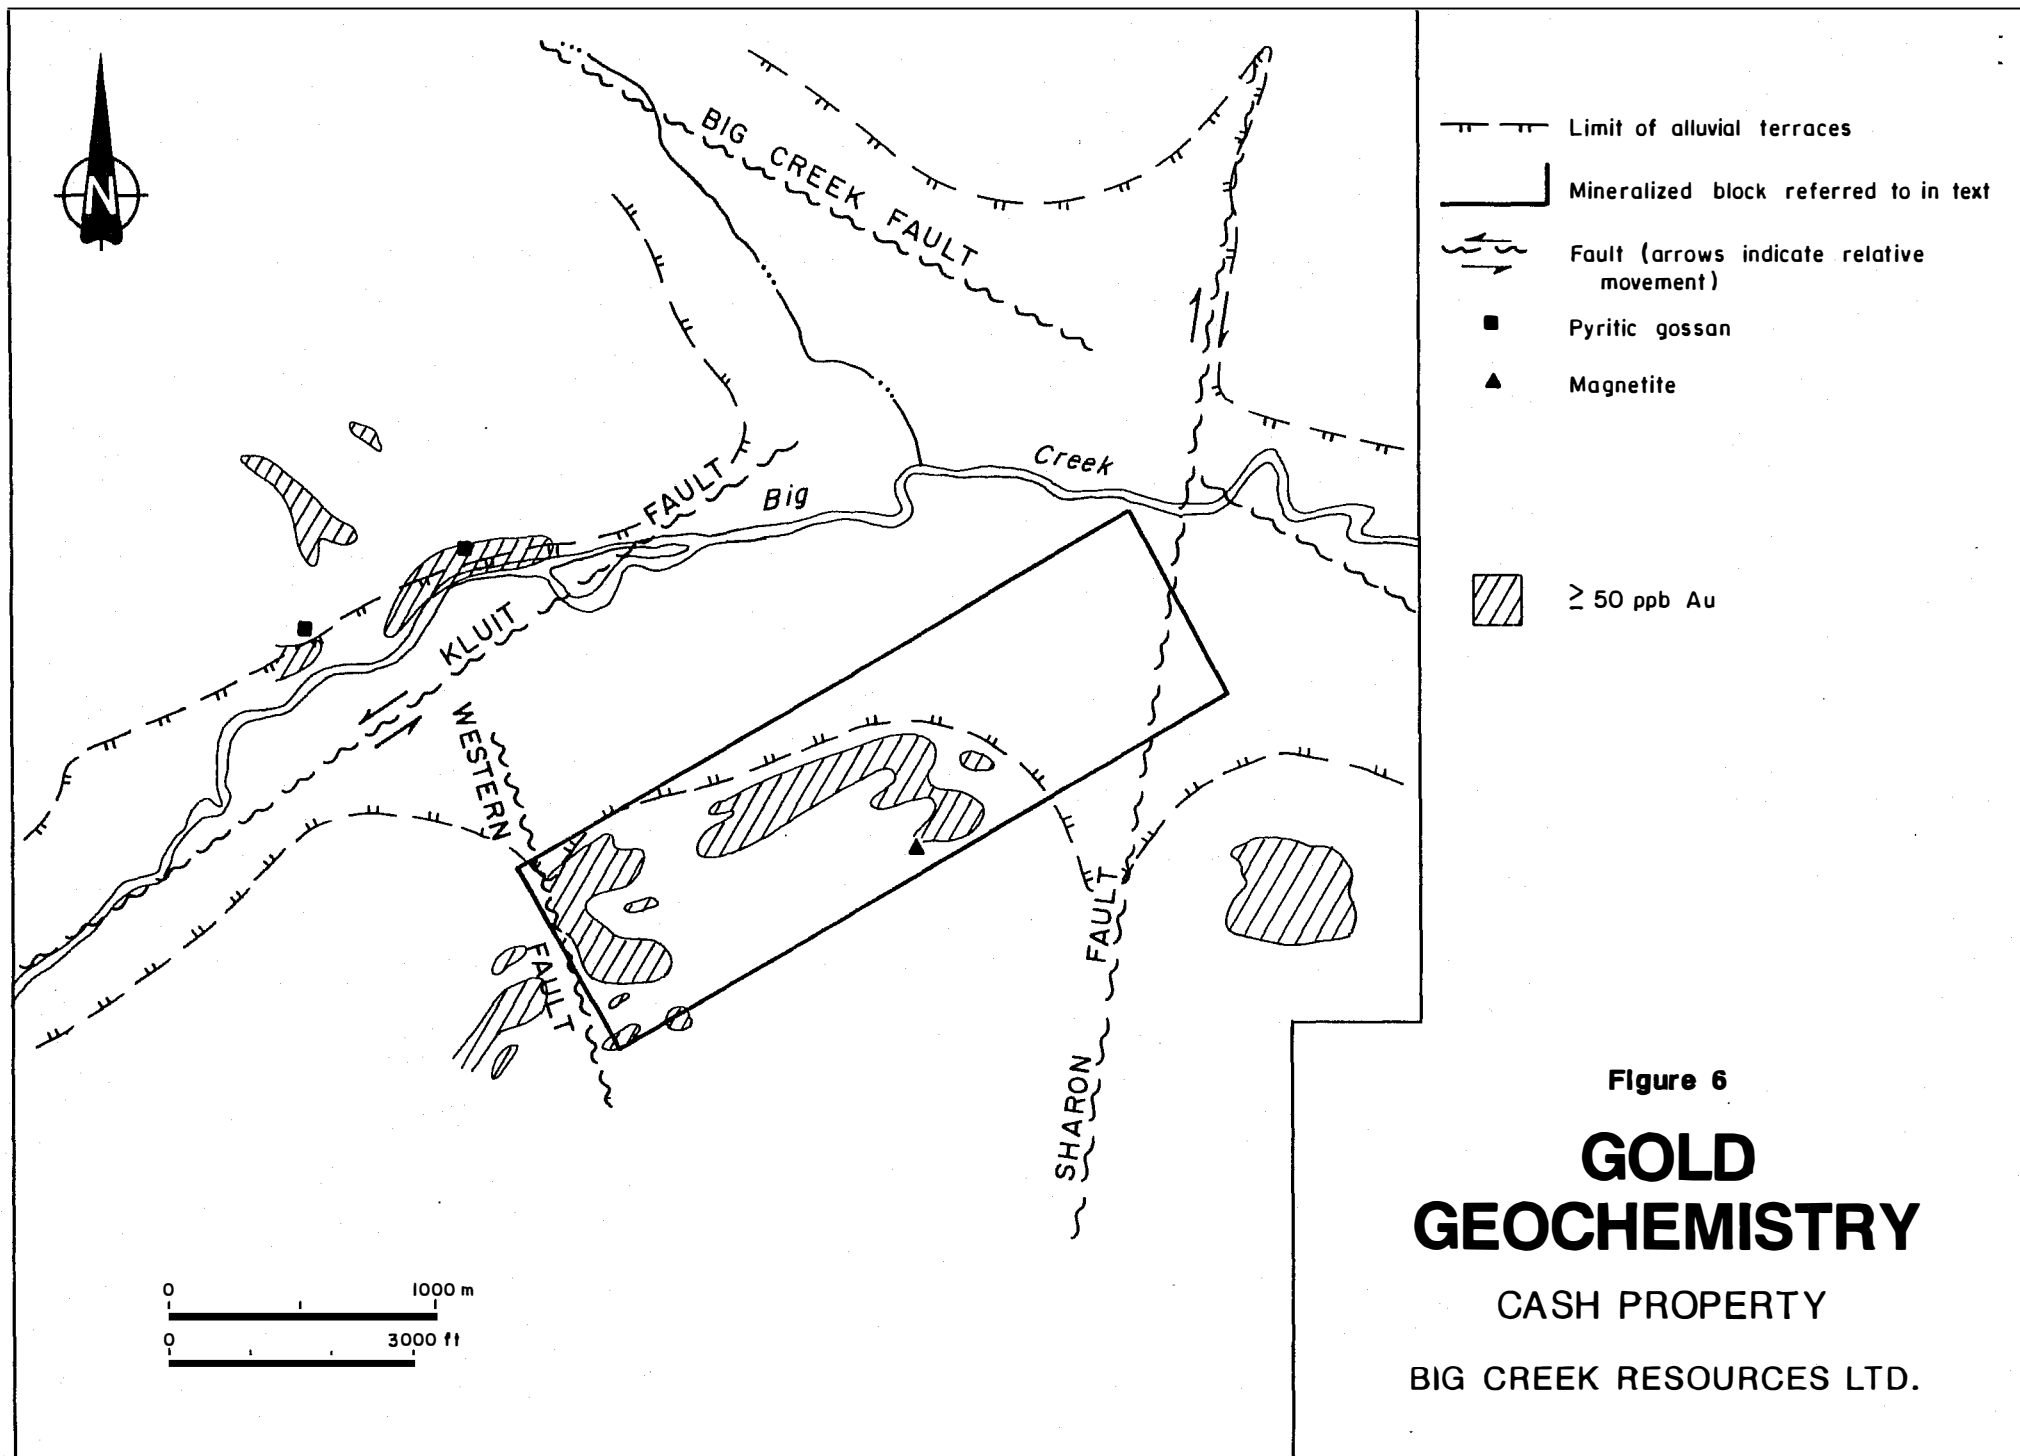 N
BIG CREEK FAULT
Creek
Big
KLUIT FAULT
WESTERN FAULT
SHARON FAULT
0 1000 m
0 3000 ft
Limit of alluvial terraces
Mineralized block referred to in text
Fault (arrows indicate relative
movement)
Pyritic gossan
Magnetite
≥ 50 ppb Au
Figure 6
GOLD
GEOCHEMISTRY
CASH PROPERTY
BIG CREEK RESOURCES LTD.